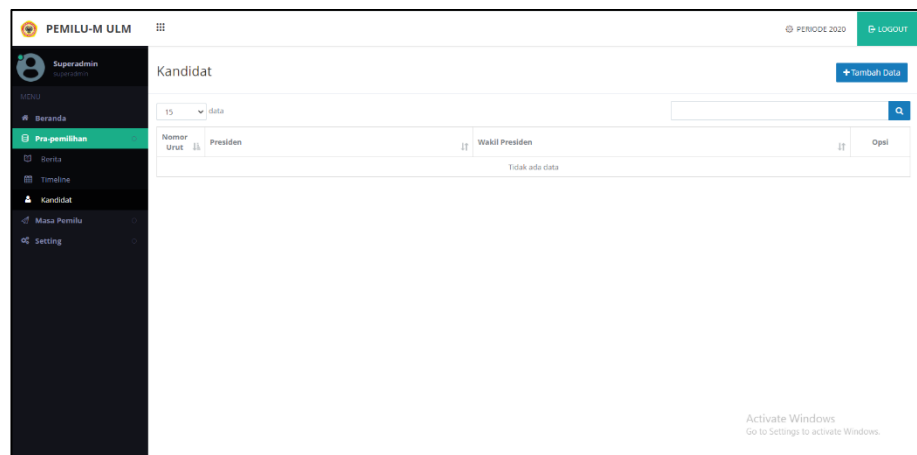 PEMILU-M ULM
PERIODE 2020
LOGOUT
Superadmin
superadmin
MENU
Beranda
Pra-pemilihan
Berita
Timeline
Kandidat
Masa Pemilu
Setting
Kandidat
+Tambah Data
15 data
Nomor Urut Presiden Wakil Presiden Opsi
Tidak ada data
Activate Windows
Go to Settings to activate Windows.